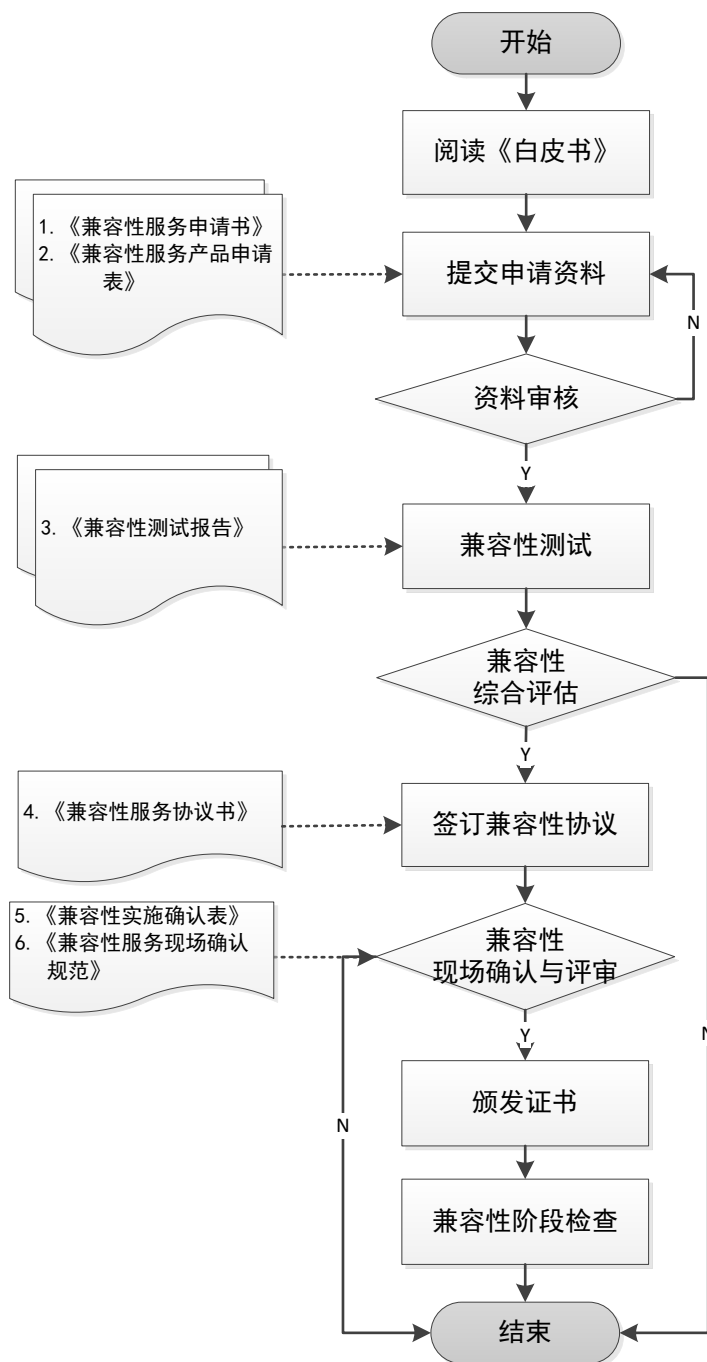 开始
阅读《白皮书》
1. 《兼容性服务申请书》
2. 《兼容性服务产品申请
表》
提交申请资料
N
资料审核
Y
3. 《兼容性测试报告》
兼容性测试
兼容性
综合评估
Y
4. 《兼容性服务协议书》
签订兼容性协议
5. 《兼容性实施确认表》
6. 《兼容性服务现场确认
规范》
兼容性
现场确认与评审
Y
N
颁发证书
N
兼容性阶段检查
结束